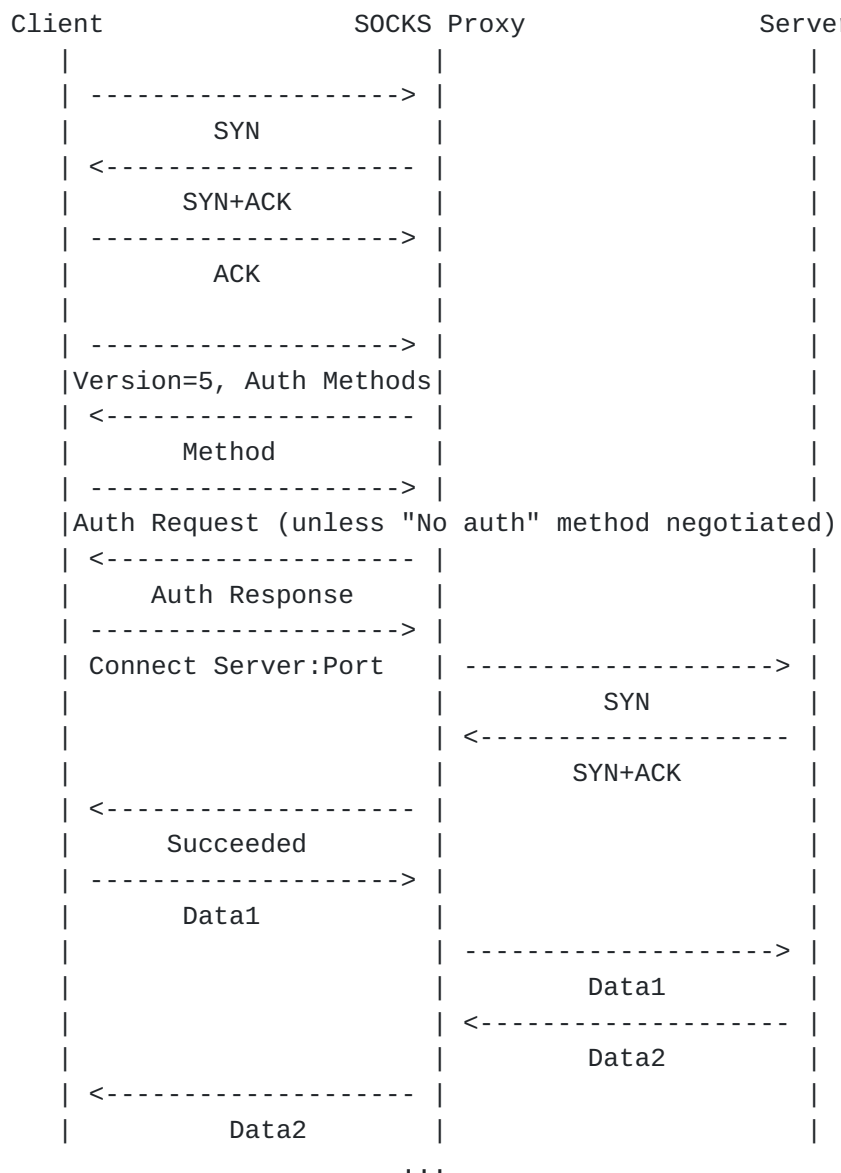 Client                SOCKS Proxy               Server
   |                       |                       |
   | --------------------> |                       |
   |         SYN           |                       |
   | <-------------------- |                       |
   |       SYN+ACK         |                       |
   | --------------------> |                       |
   |         ACK           |                       |
   |                       |                       |
   | --------------------> |                       |
   |Version=5, Auth Methods|                       |
   | <-------------------- |                       |
   |       Method          |                       |
   | --------------------> |                       |
   |Auth Request (unless "No auth" method negotiated)
   | <-------------------- |                       |
   |     Auth Response     |                       |
   | --------------------> |                       |
   | Connect Server:Port   | --------------------> |
   |                       |          SYN          |
   |                       | <-------------------- |
   |                       |        SYN+ACK        |
   | <-------------------- |                       |
   |      Succeeded        |                       |
   | --------------------> |                       |
   |       Data1           |                       |
   |                       | --------------------> |
   |                       |         Data1         |
   |                       | <-------------------- |
   |                       |         Data2         |
   | <-------------------- |                       |
   |          Data2        |                       |
                         ...